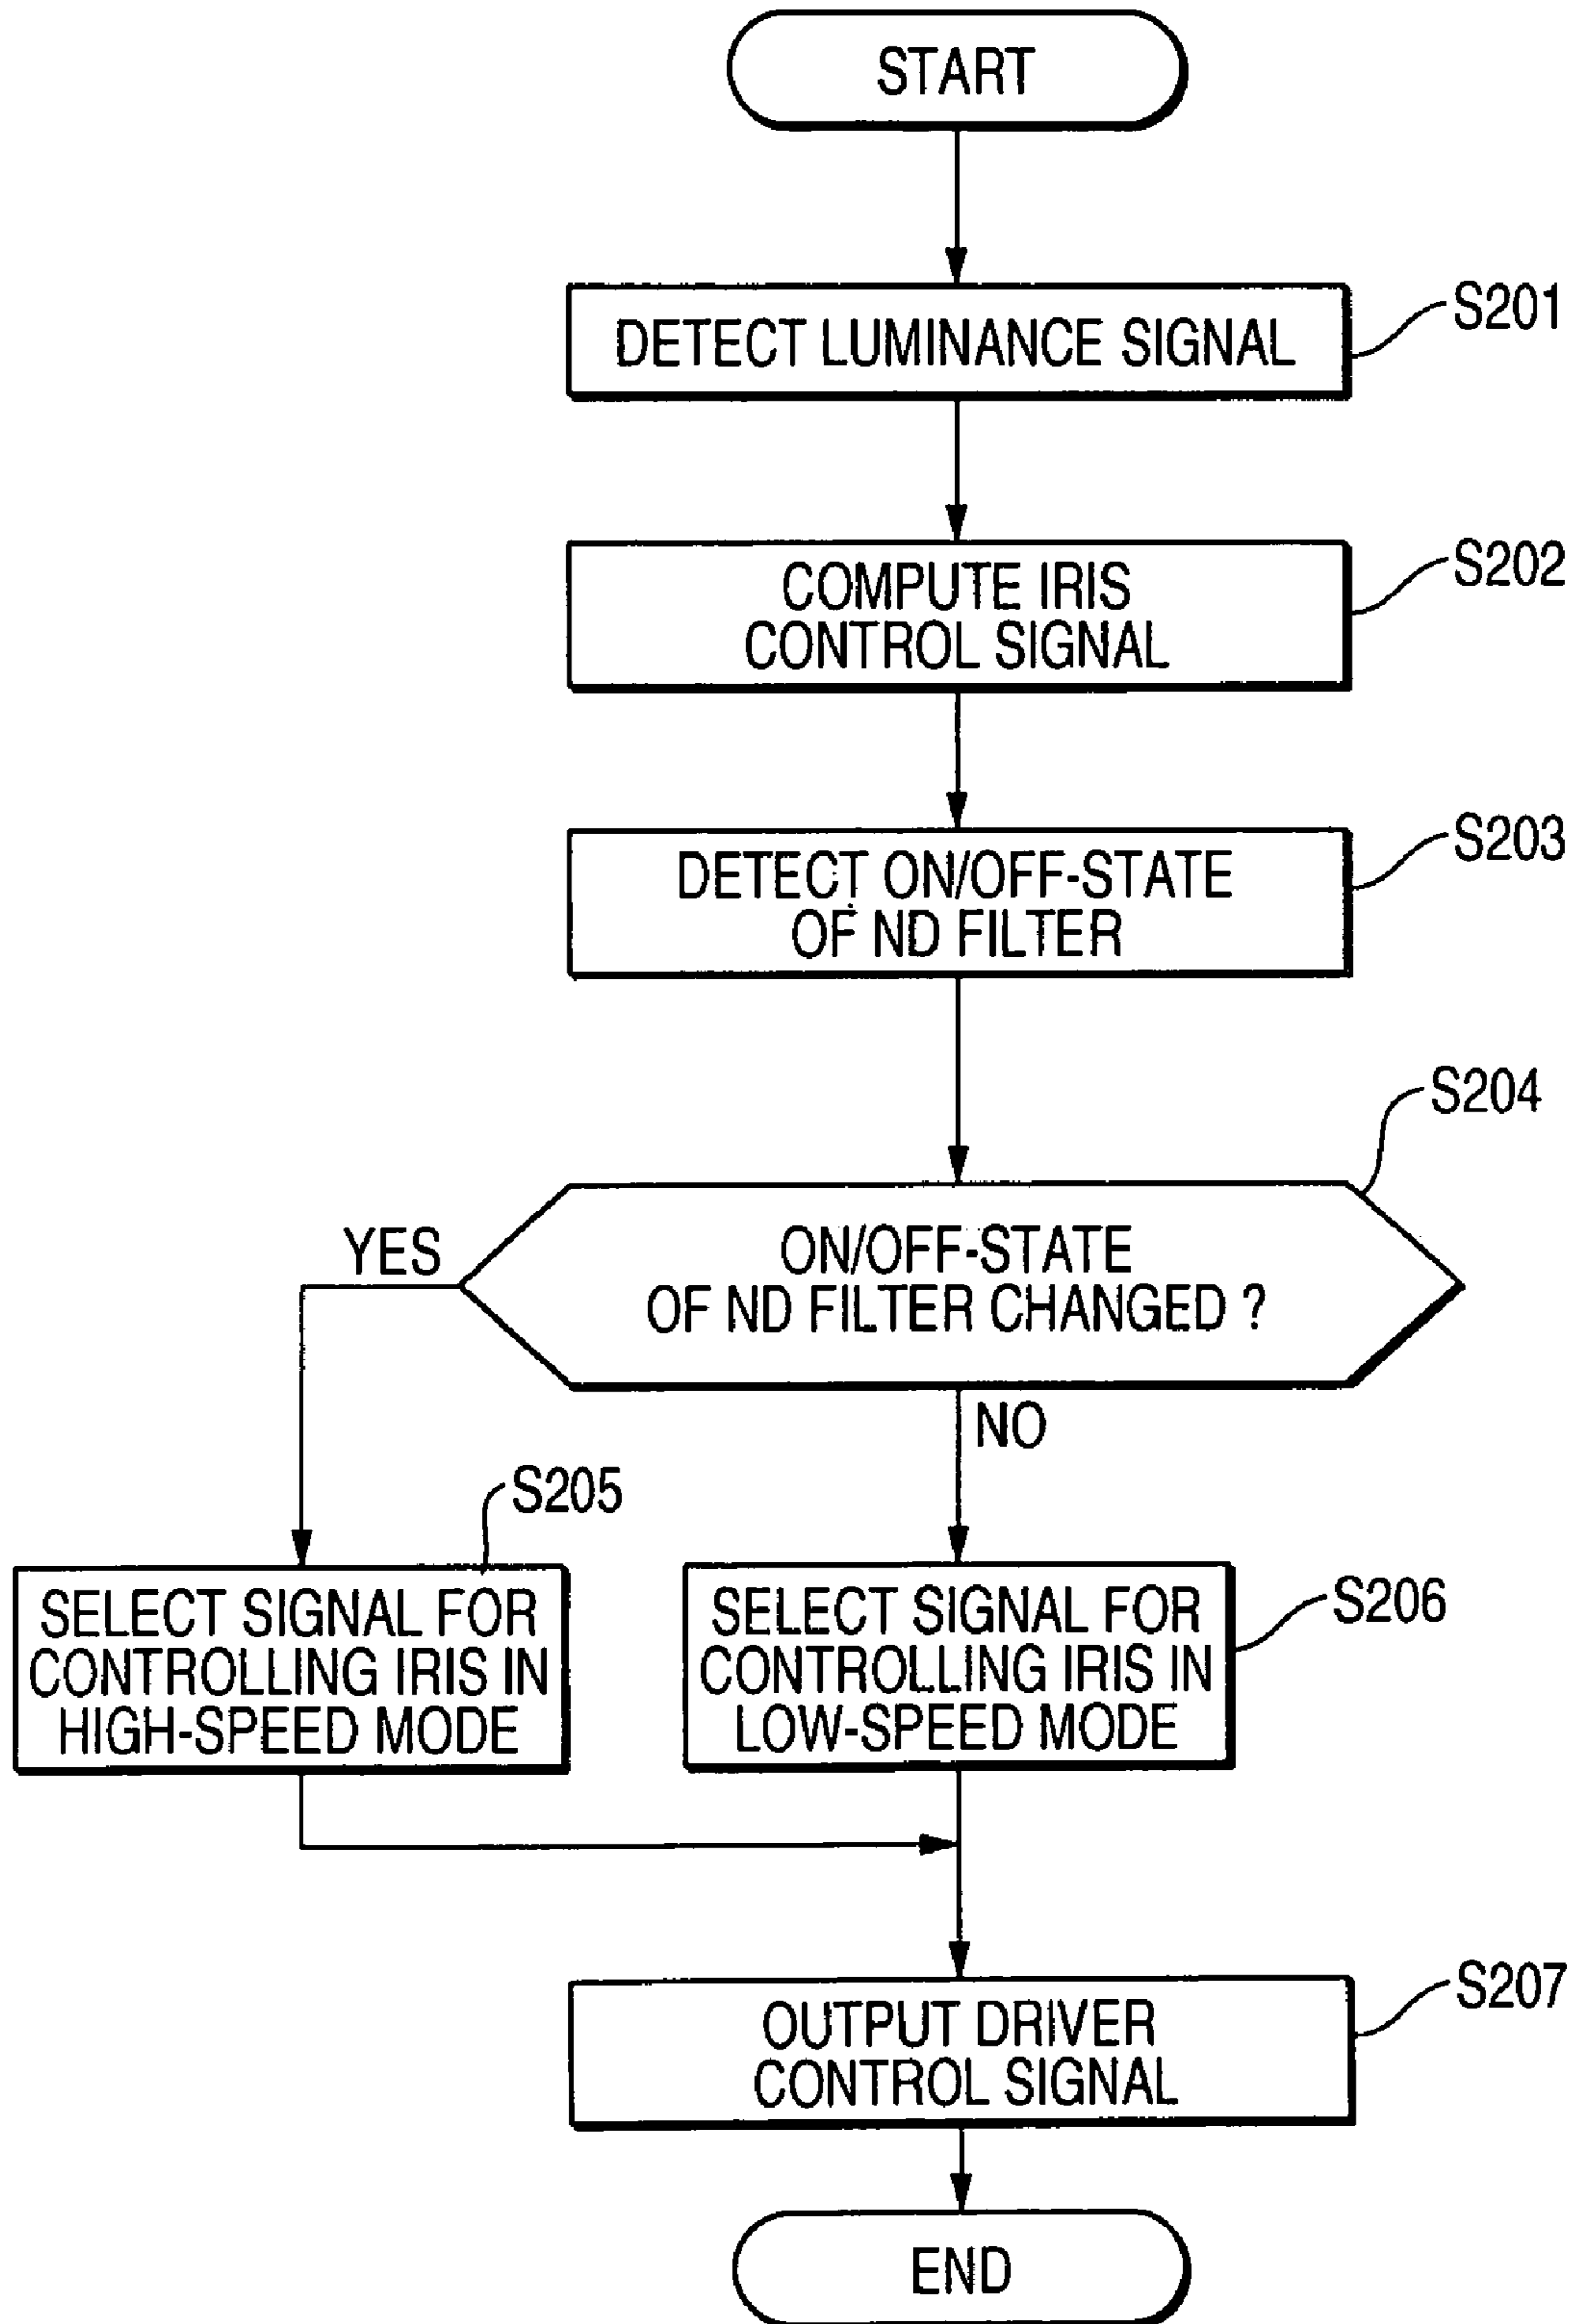 START
DETECT LUMINANCE SIGNAL
S201
COMPUTE IRIS
CONTROL SIGNAL
S202
DETECT ON/OFF-STATE
OF ND FILTER
S203
S204
ON/OFF-STATE
OF ND FILTER CHANGED ?
YES
NO
S205
SELECT SIGNAL FOR
CONTROLLING IRIS IN
HIGH-SPEED MODE
SELECT SIGNAL FOR
CONTROLLING IRIS IN
LOW-SPEED MODE
S206
OUTPUT DRIVER
CONTROL SIGNAL
S207
END